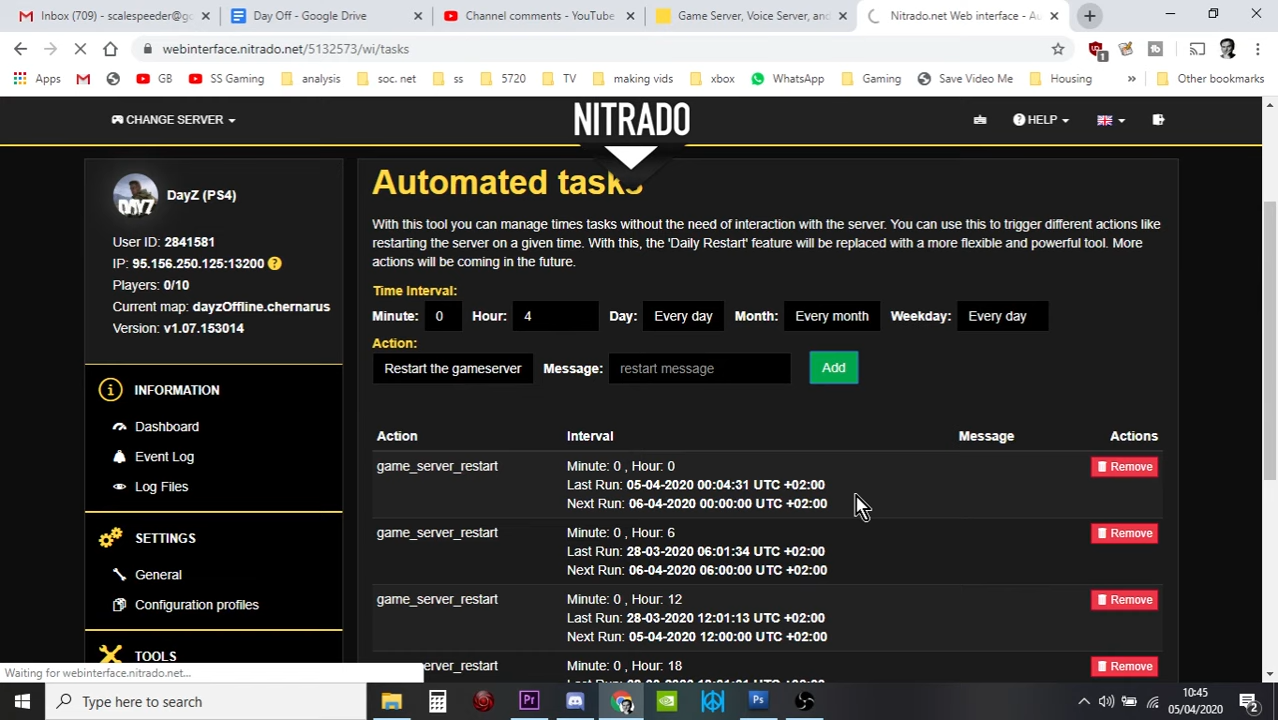 Inbox (709) - scalespeeder@go
Day Off - Google Drive
Channel comments - YouTube
Game Server, Voice Server, and
Nitrado.net Web interface - Au
webinterface.nitrado.net/5132573/wi/tasks
Apps
GB
SS Gaming
analysis
soc. net
ss
5720
TV
making vids
xbox
WhatsApp
Gaming
Save Video Me
Housing
»
Other bookmarks
CHANGE SERVER
NITRADO
HELP
DAYZ
DayZ (PS4)
User ID: 2841581
IP: 95.156.250.125:13200
Players: 0/10
Current map: dayzOffline.chernarus
Version: v1.07.153014
INFORMATION
Dashboard
Event Log
Log Files
SETTINGS
General
Configuration profiles
TOOLS
Automated tasks
With this tool you can manage times tasks without the need of interaction with the server. You can use this to trigger different actions like
restarting the server on a given time. With this, the 'Daily Restart' feature will be replaced with a more flexible and powerful tool. More
actions will be coming in the future.
Time Interval:
Minute: 0 Hour: 4 Day: Every day Month: Every month Weekday: Every day
Action:
Restart the gameserver Message: restart message Add
Action Interval Message Actions
game_server_restart Minute: 0 , Hour: 0 Remove
Last Run: 05-04-2020 00:04:31 UTC +02:00
Next Run: 06-04-2020 00:00:00 UTC +02:00
game_server_restart Minute: 0 , Hour: 6 Remove
Last Run: 28-03-2020 06:01:34 UTC +02:00
Next Run: 06-04-2020 06:00:00 UTC +02:00
game_server_restart Minute: 0 , Hour: 12 Remove
Last Run: 28-03-2020 12:01:13 UTC +02:00
Next Run: 05-04-2020 12:00:00 UTC +02:00
game_server_restart Minute: 0 , Hour: 18 Remove
Waiting for webinterface.nitrado.net...
Type here to search
10:45
05/04/2020
2